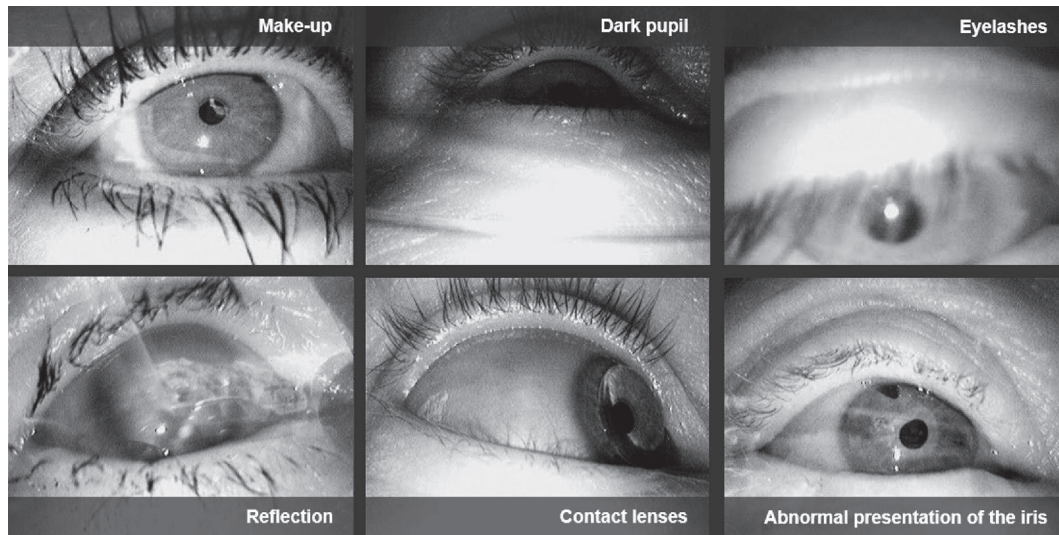 Make-up
Dark pupil
Eyelashes
Reflection
Contact lenses
Abnormal presentation of the iris